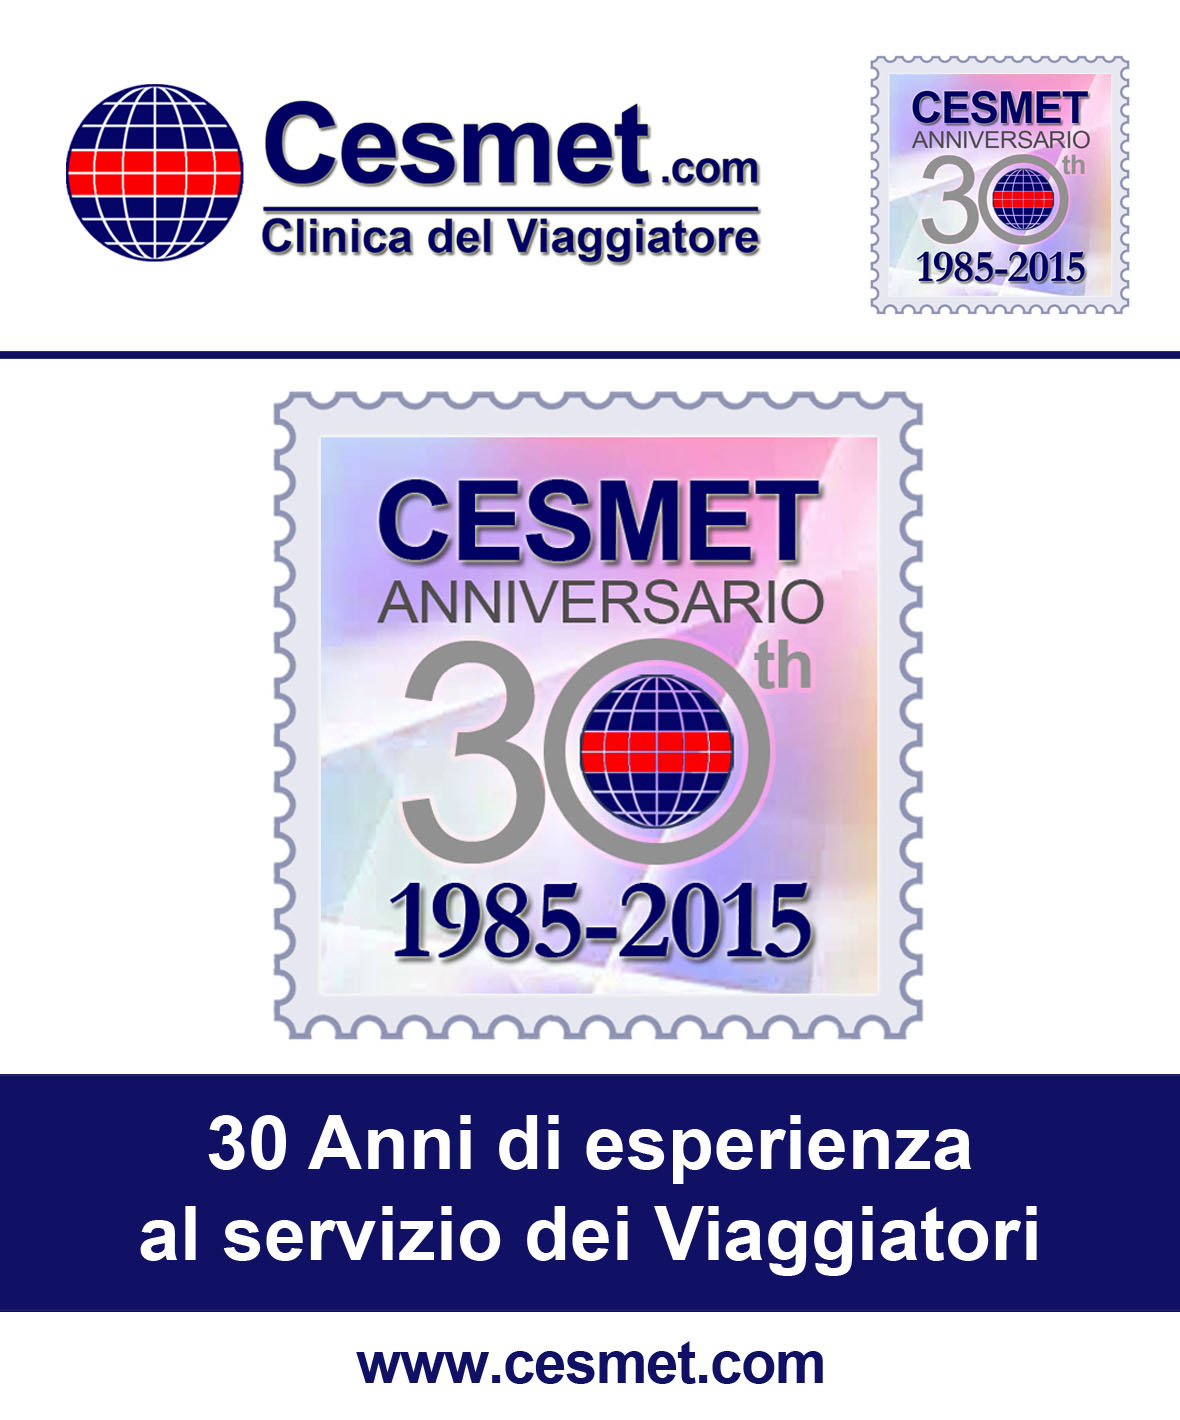 Cesmet.com
Clinica del Viaggiatore
CESMET
ANNIVERSARIO
30th
1985-2015
CESMET
ANNIVERSARIO
30th
1985-2015
30 Anni di esperienza
al servizio dei Viaggiatori
www.cesmet.com